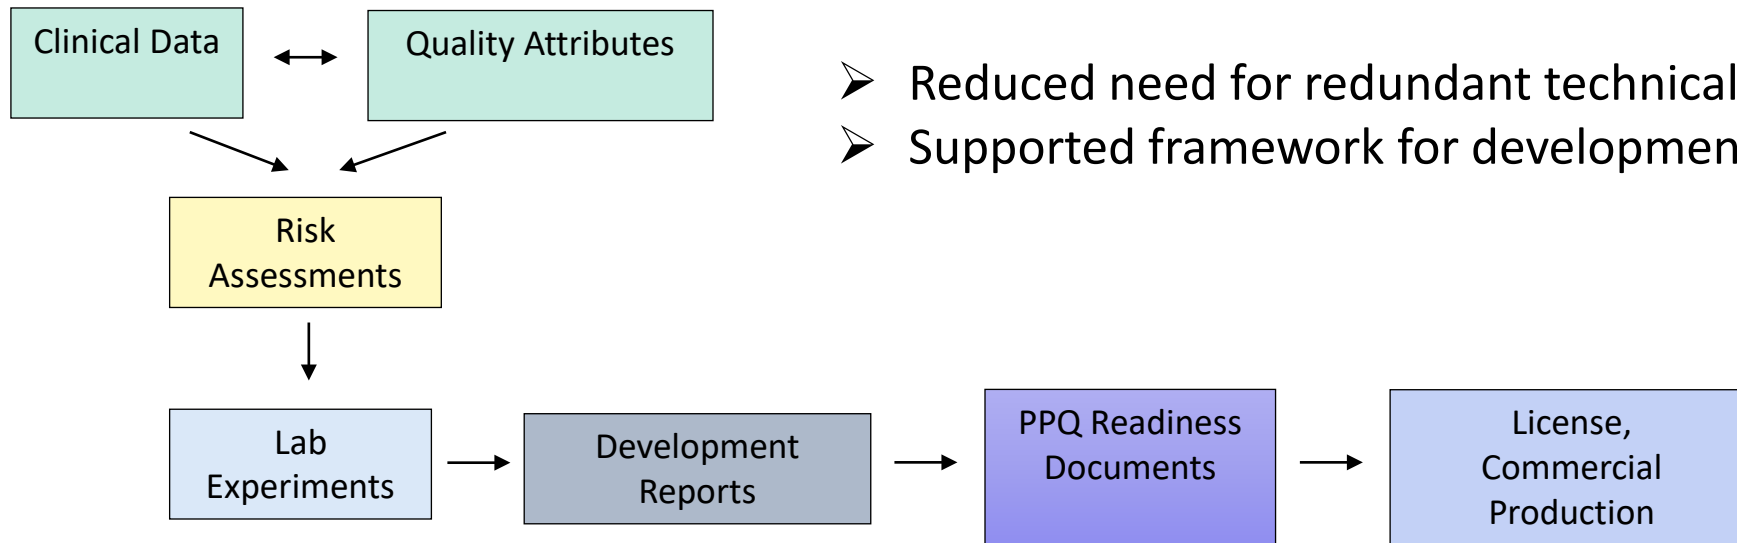 Clinical Data
Quality Attributes
➢ Reduced need for redundant technical
➢ Supported framework for
Risk
Assessments
Lab
Experiments
Development
Reports
PPQ Readiness
Documents
License,
Commercial
Production